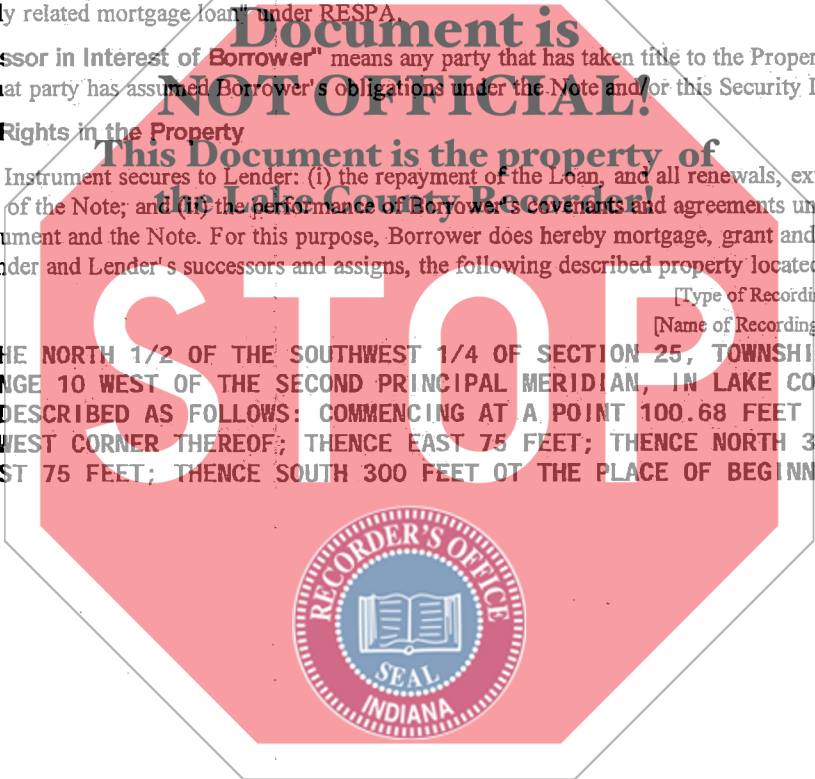 ly related mortgage loan" under RESPA.
Document is
ssor in Interest of Borrower" means any party that has taken title to the Proper
at party has assumed Borrower's obligations under the Note and/or this Security I
NOT OFFICIAL!
Rights in the Property
This Document is the property of
Instrument secures to Lender: (i) the repayment of the Loan, and all renewals, ex
the Lake County Recorder!
of the Note; and (ii) the performance of Borrower's covenants and agreements un
ument and the Note. For this purpose, Borrower does hereby mortgage, grant and
nder and Lender's successors and assigns, the following described property located
[Type of Recordin
[Name of Recording
STOP
HE NORTH 1/2 OF THE SOUTHWEST 1/4 OF SECTION 25, TOWNSHI
NGE 10 WEST OF THE SECOND PRINCIPAL MERIDIAN, IN LAKE CO
DESCRIBED AS FOLLOWS: COMMENCING AT A POINT 100.68 FEET
WEST CORNER THEREOF; THENCE EAST 75 FEET; THENCE NORTH 3
ST 75 FEET; THENCE SOUTH 300 FEET OT THE PLACE OF BEGINN
RECORDER'S OFFICE
SEAL
INDIANA